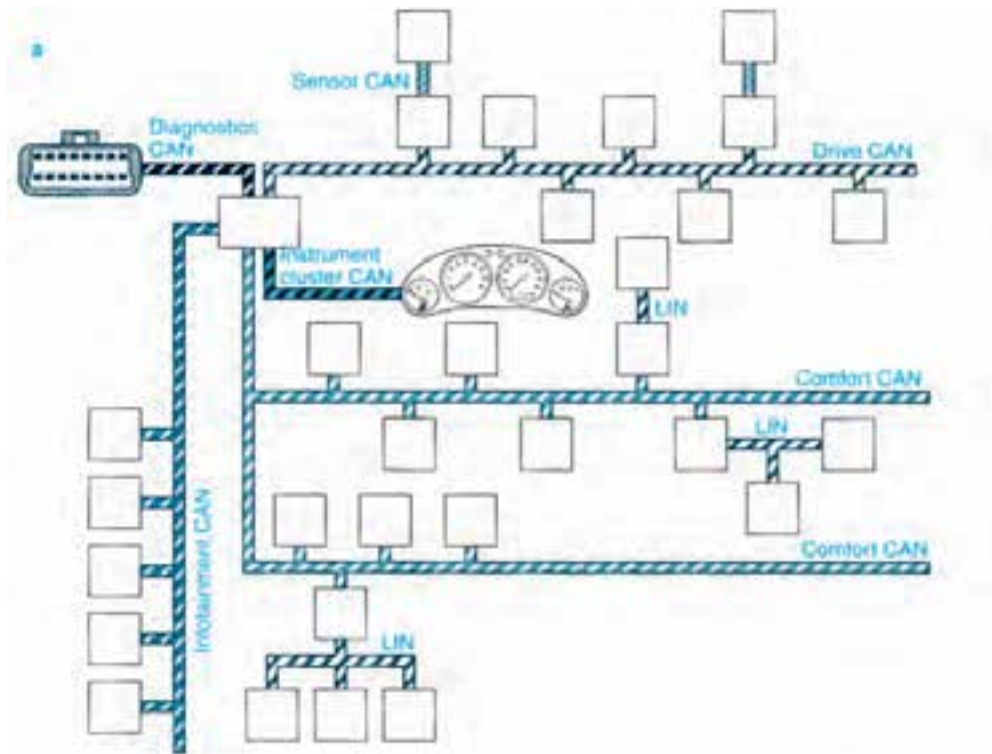 a
Sensor CAN
Diagnostics
CAN
Drive CAN
Instrument
cluster CAN
LIN
Comfort CAN
LIN
Infotainment CAN
Comfort CAN
LIN